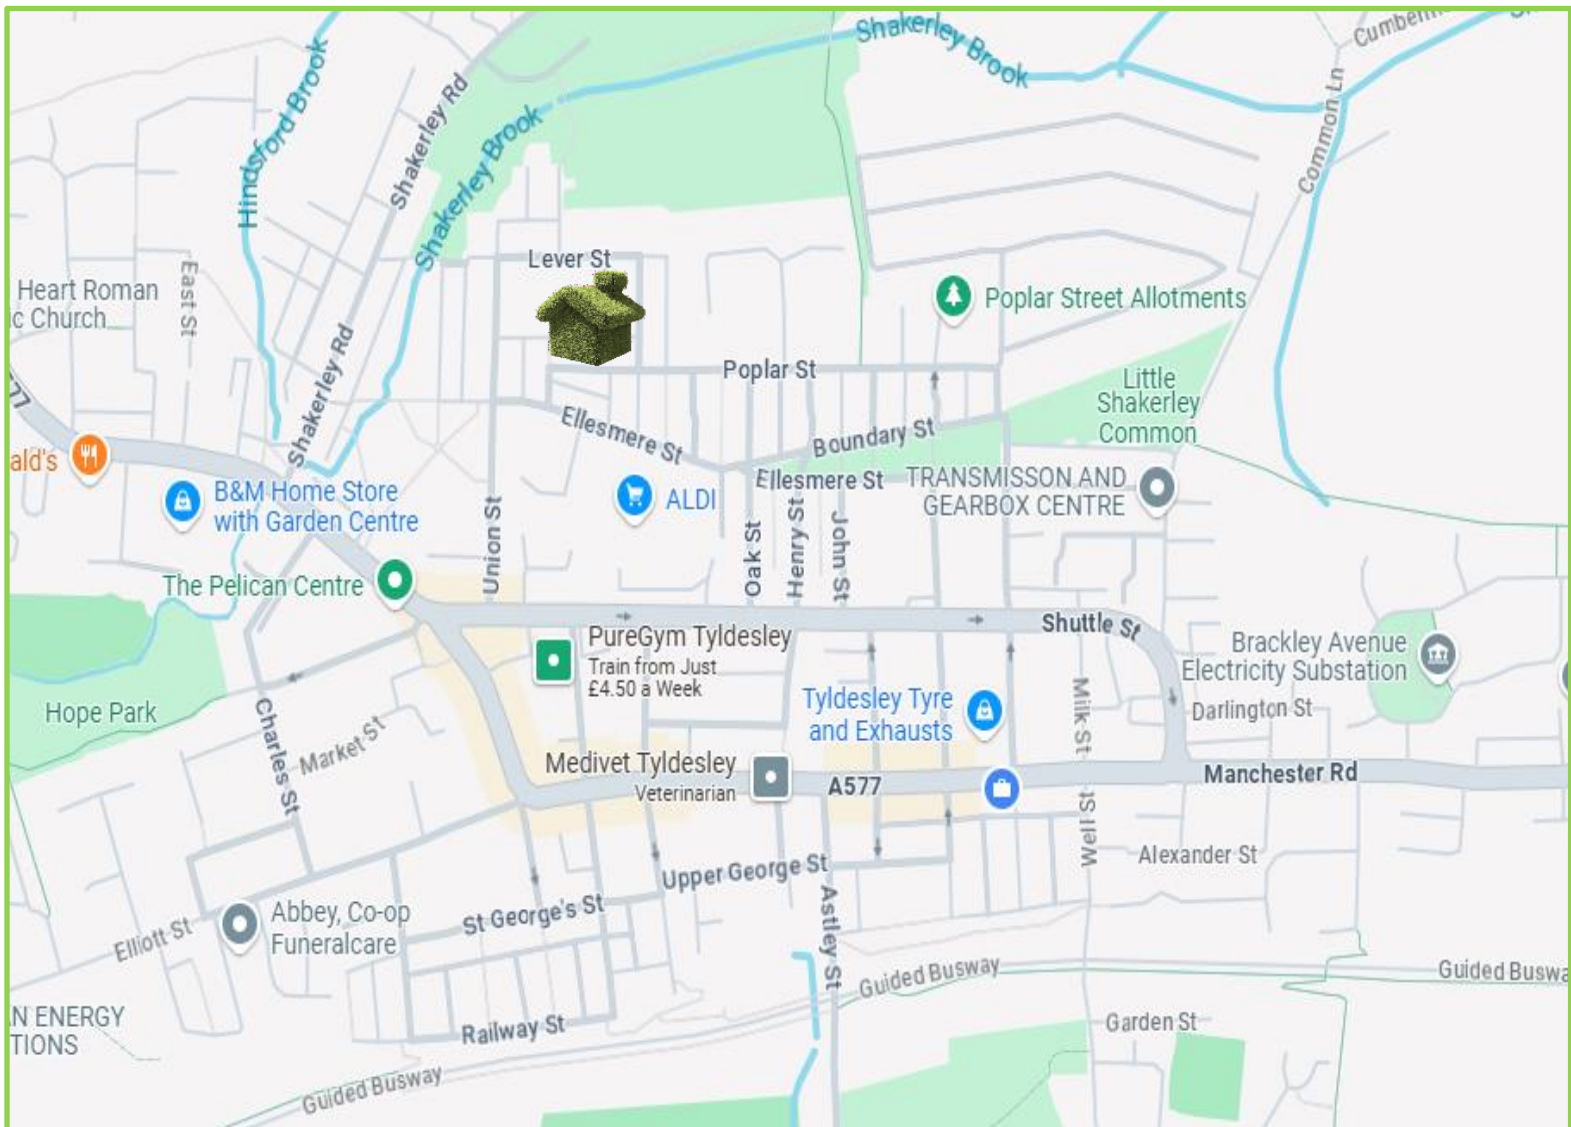 Shakerley Brook
Cumberm
Hindsford Brook
Shakerley Rd
Shakerley Brook
Common Ln
Lever St
Heart Roman
ic Church
East St
Poplar Street Allotments
Shakerley Rd
Poplar St
Little
Shakerley
Common
77
Ellesmere St
Boundary St
ald's
B&M Home Store
with Garden Centre
ALDI
Ellesmere St
TRANSMISSON AND
GEARBOX CENTRE
Union St
Oak St
Henry St
John St
The Pelican Centre
Shuttle St
PureGym Tyldesley
Train from Just
£4.50 a Week
Brackley Avenue
Electricity Substation
Hope Park
Charles St
Market St
Tyldesley Tyre
and Exhausts
Milk St
Darlington St
Medivet Tyldesley
Veterinarian
A577
Manchester Rd
Well St
Alexander St
Upper George St
Astley St
St George's St
Abbey, Co-op
Funeralcare
Elliott St
Guided Busway
Guided Buswa
N ENERGY
TIONS
Railway St
Garden St
Guided Busway